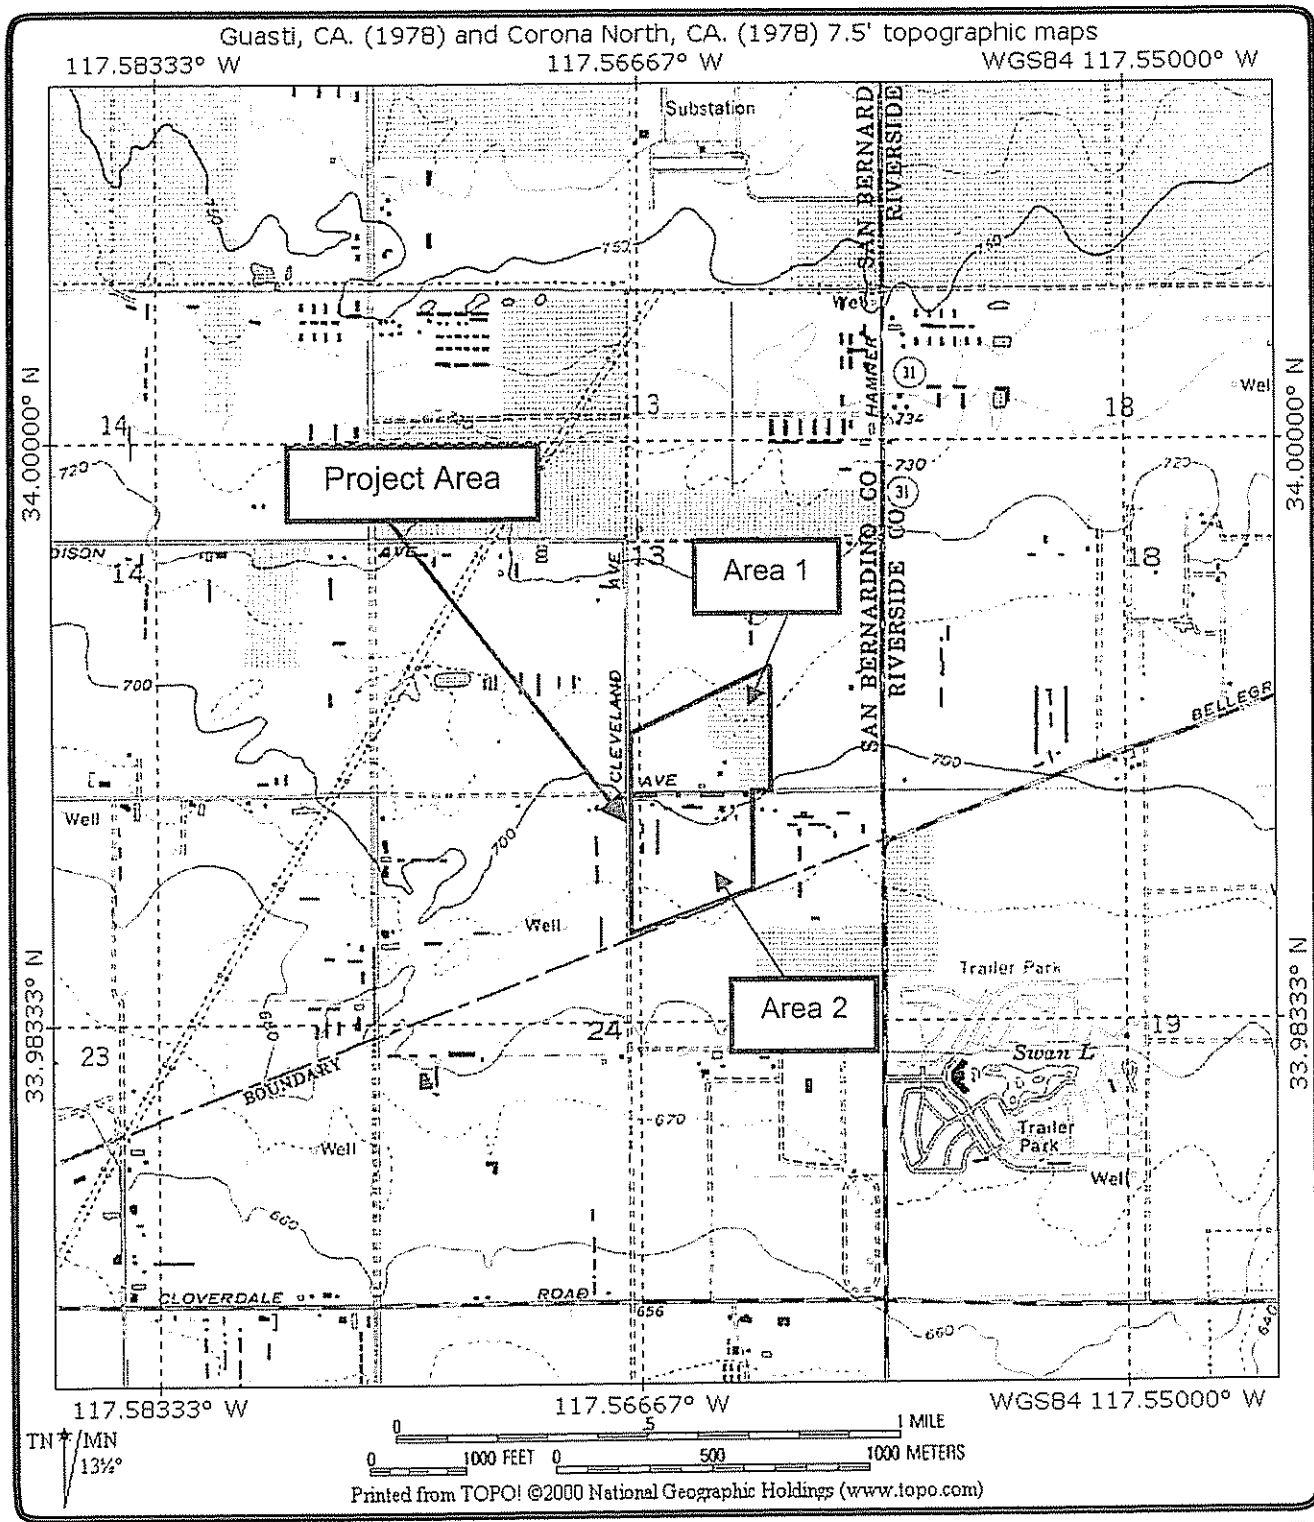 Guasti, CA. (1978) and Corona North, CA. (1978) 7.5' topographic maps
117.58333° W 117.56667° W WGS84 117.55000° W
Substation
SAN BERNARD
RIVERSIDE
750
750
Well
HAMNER
31
Well
14
13
18
734
34.00000° N
34.00000° N
720
Project Area
730
720
SAN BERNARDINO CO
RIVERSIDE CO
31
DISON
AVE
14
AVE
13
18
Area 1
700
CLEVELAND
BELLEGR
AVE
700
Well
700
Well
Trailer Park
33.98333° N
33.98333° N
680
Area 2
23
24
19
BOUNDARY
Swan L
Well
670
Trailer
Park
Well
660
CLOVERDALE
ROAD
656
660
640
117.58333° W 117.56667° W WGS84 117.55000° W
TN MN
13½°
0 .5 1 MILE
0 1000 FEET 0 500 1000 METERS
Printed from TOPO! ©2000 National Geographic Holdings (www.topo.com)